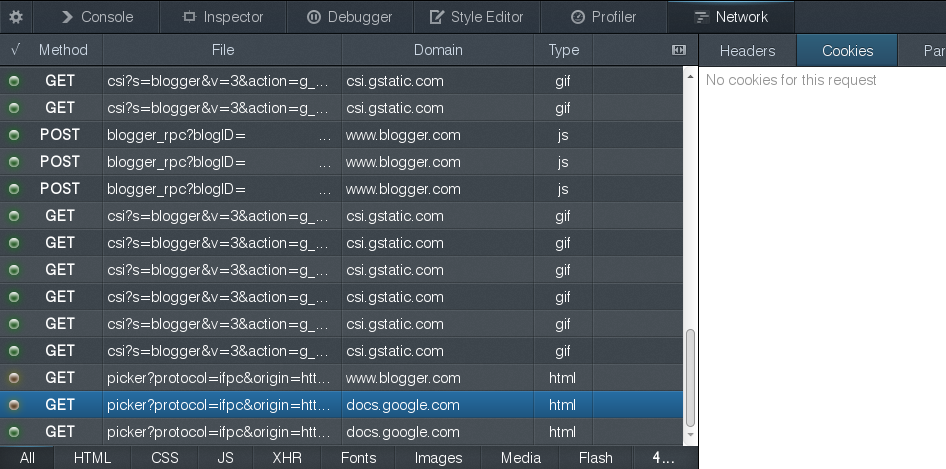 Console Inspector Debugger Style Editor Profiler Network
√ Method File Domain Type Headers Cookies Par
No cookies for this request
GET csi?s=blogger&v=3&action=g_... csi.gstatic.com gif
GET csi?s=blogger&v=3&action=g_... csi.gstatic.com gif
POST blogger_rpc?blogID= ... www.blogger.com js
POST blogger_rpc?blogID= ... www.blogger.com js
POST blogger_rpc?blogID= ... www.blogger.com js
GET csi?s=blogger&v=3&action=g_... csi.gstatic.com gif
GET csi?s=blogger&v=3&action=g_... csi.gstatic.com gif
GET csi?s=blogger&v=3&action=g_... csi.gstatic.com gif
GET csi?s=blogger&v=3&action=g_... csi.gstatic.com gif
GET csi?s=blogger&v=3&action=g_... csi.gstatic.com gif
GET csi?s=blogger&v=3&action=g_... csi.gstatic.com gif
GET picker?protocol=ifpc&origin=htt... www.blogger.com html
GET picker?protocol=ifpc&origin=htt... docs.google.com html
GET picker?protocol=ifpc&origin=htt... docs.google.com html
All HTML CSS JS XHR Fonts Images Media Flash 4...